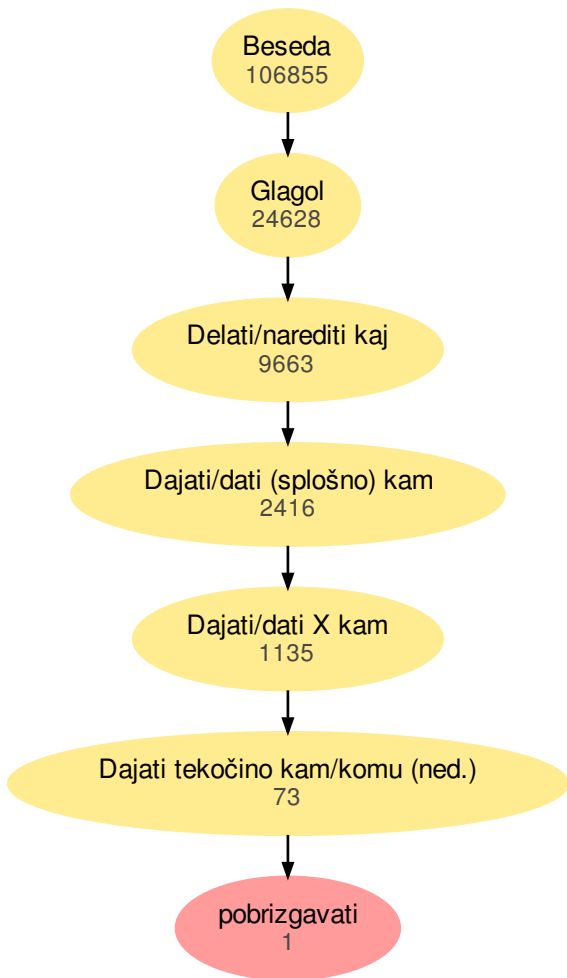 Beseda
106855
Glagol
24628
Delati/narediti kaj
9663
Dajati/dati (splošno) kam
2416
Dajati/dati X kam
1135
Dajati tekočino kam/komu (ned.)
73
pobrizgavati
1